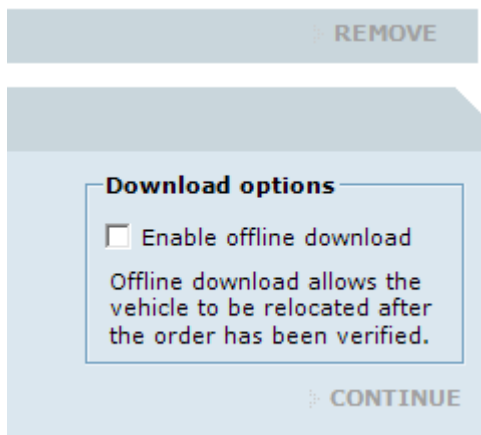 REMOVE
Download options
Enable offline download
Offline download allows the
vehicle to be relocated after
the order has been verified.
CONTINUE